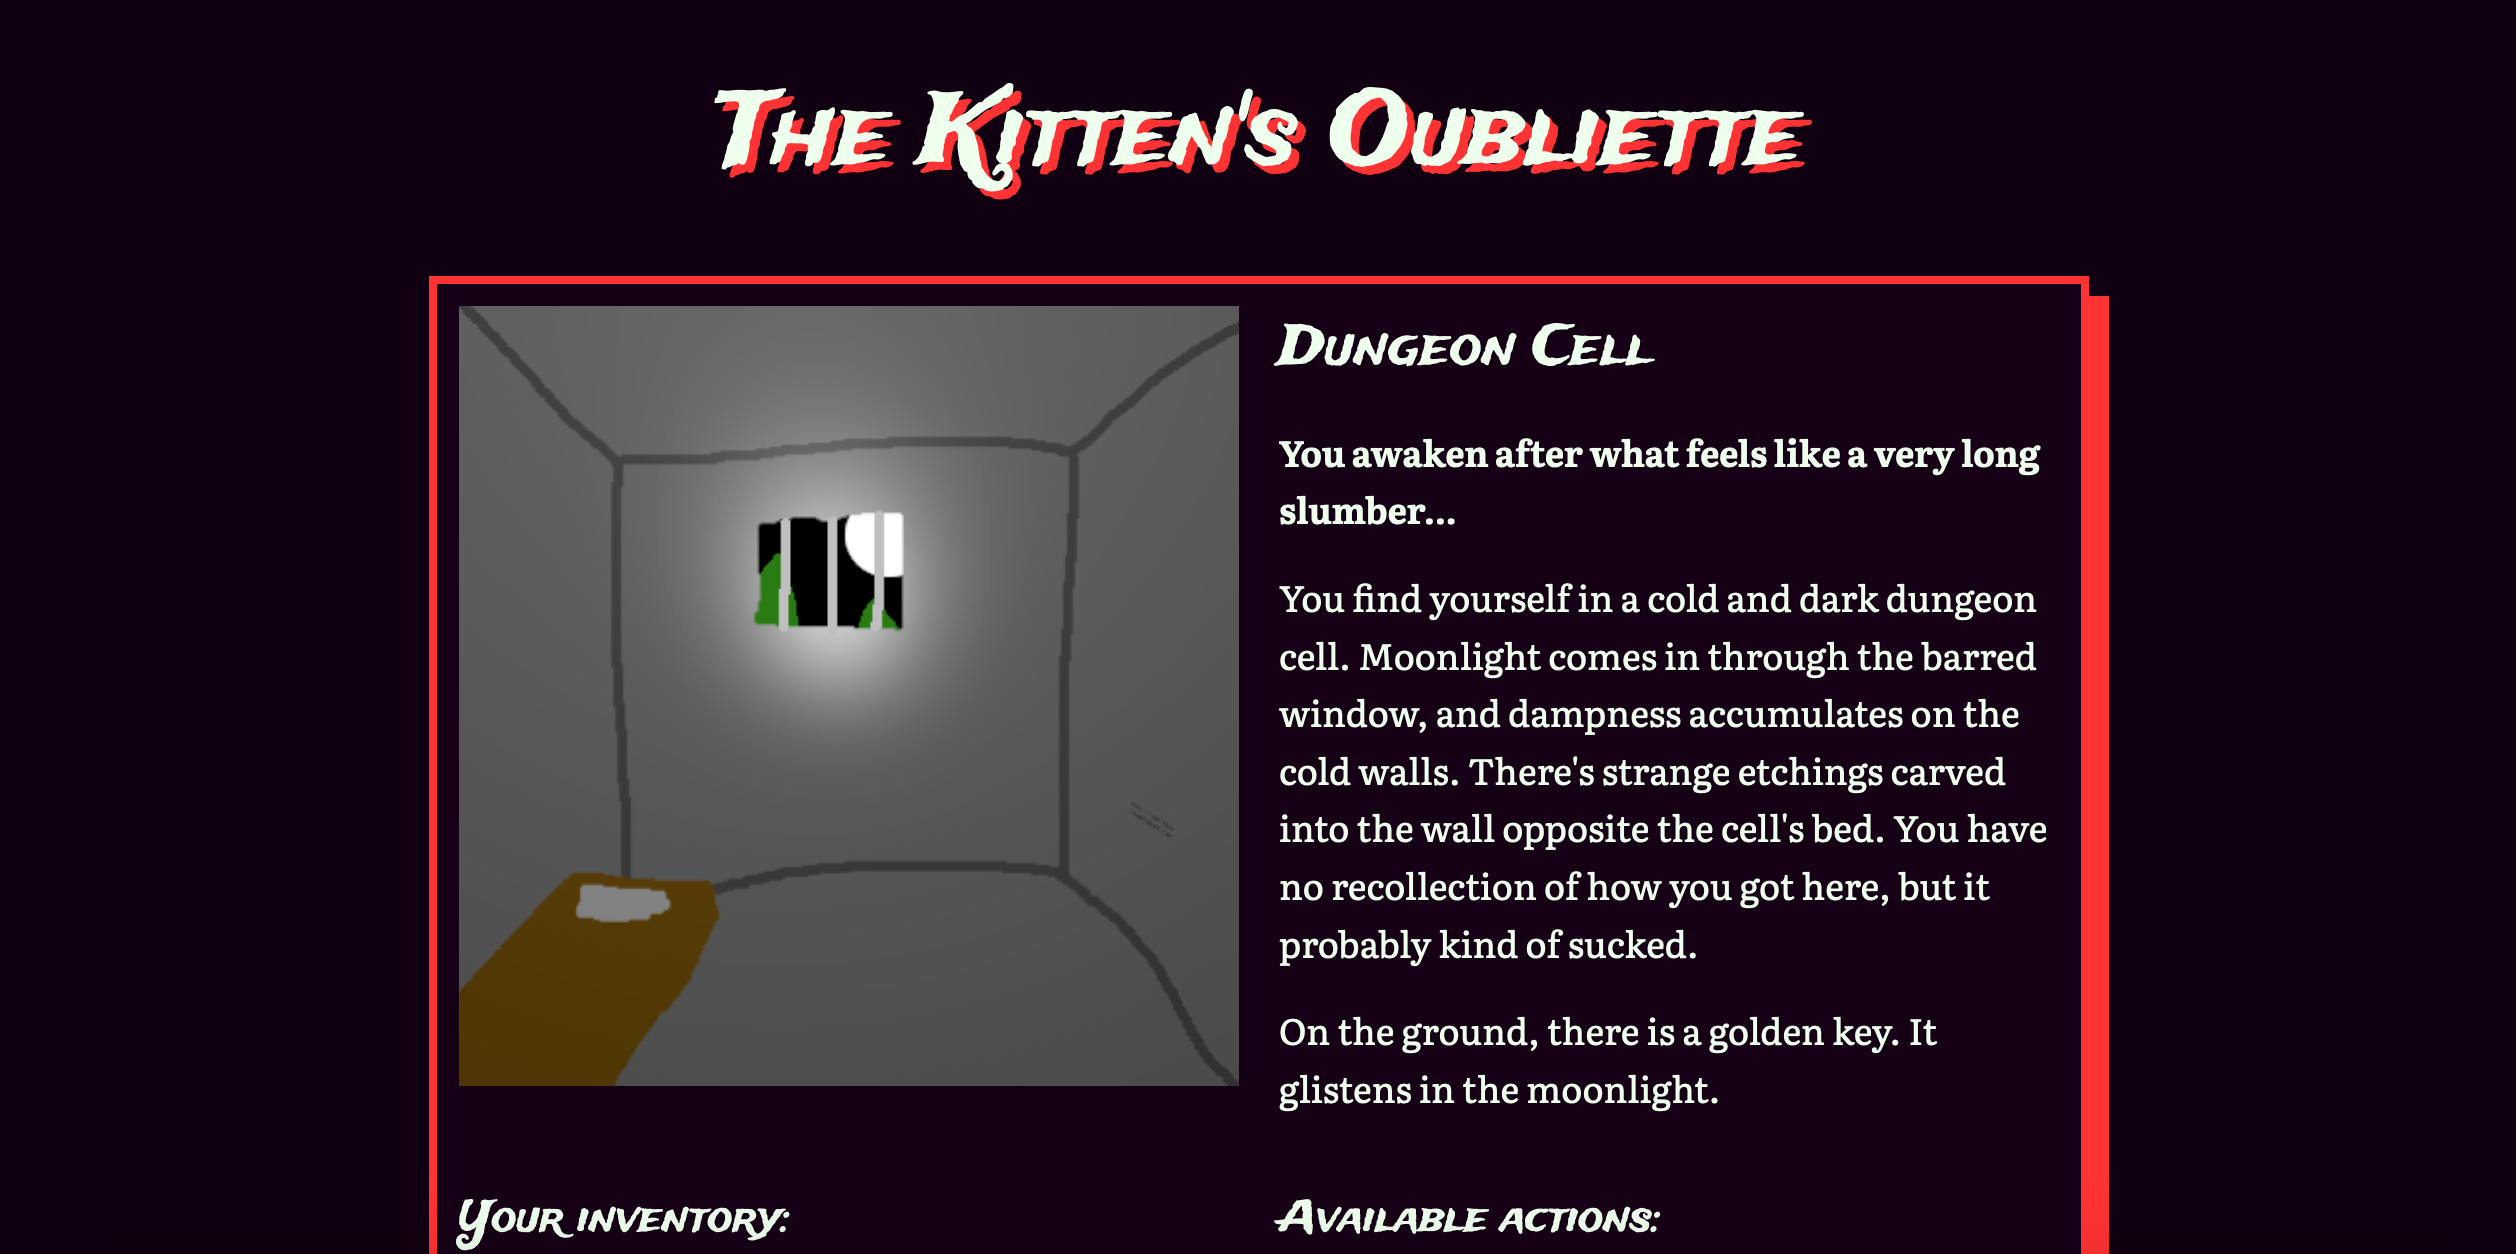 The Kitten's Oubliette
Dungeon Cell
You awaken after what feels like a very long
slumber...
You find yourself in a cold and dark dungeon
cell. Moonlight comes in through the barred
window, and dampness accumulates on the
cold walls. There's strange etchings carved
into the wall opposite the cell's bed. You have
no recollection of how you got here, but it
probably kind of sucked.
On the ground, there is a golden key. It
glistens in the moonlight.
Your inventory:
Available actions: